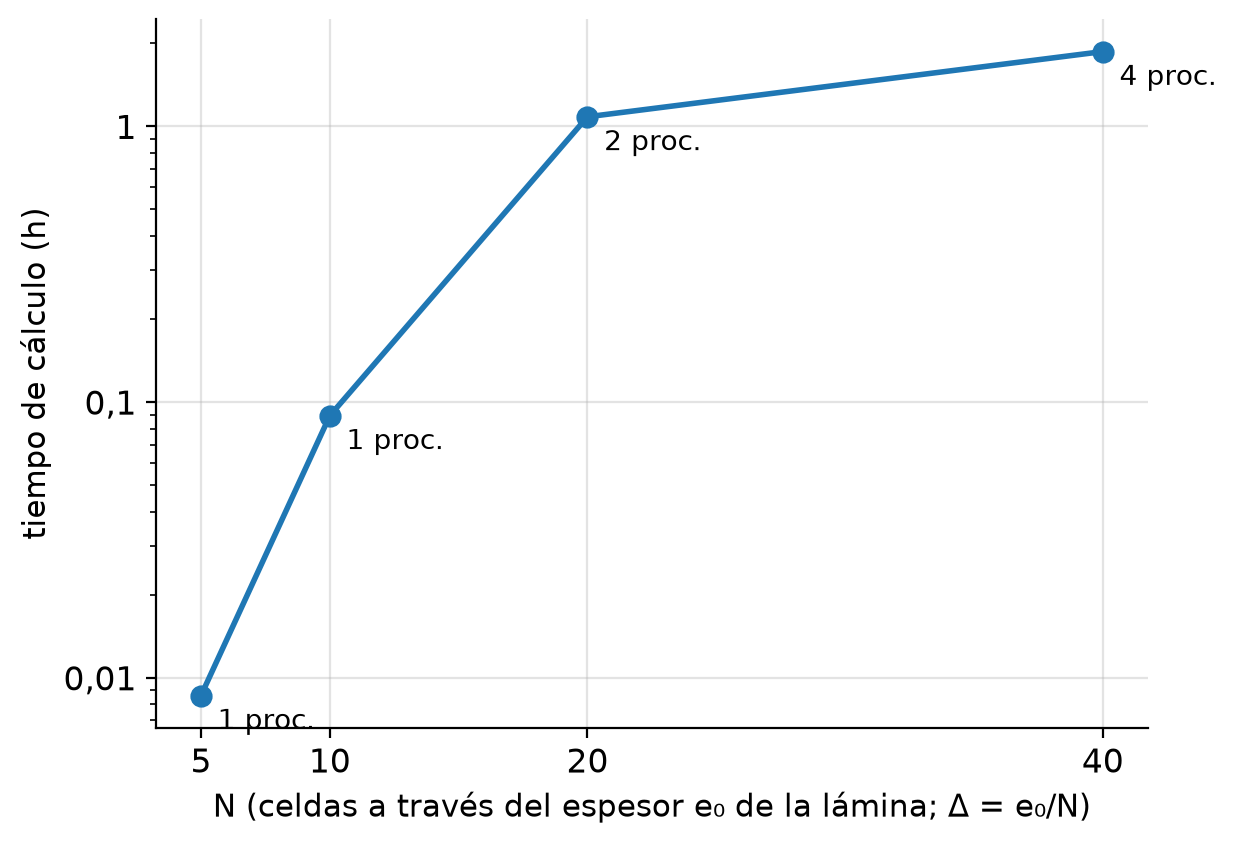 tiempo de cálculo (h)
1
0,1
0,01
4 proc.
2 proc.
1 proc.
1 proc.
5 10 20 40
N (celdas a través del espesor e₀ de la lámina; Δ = e₀/N)